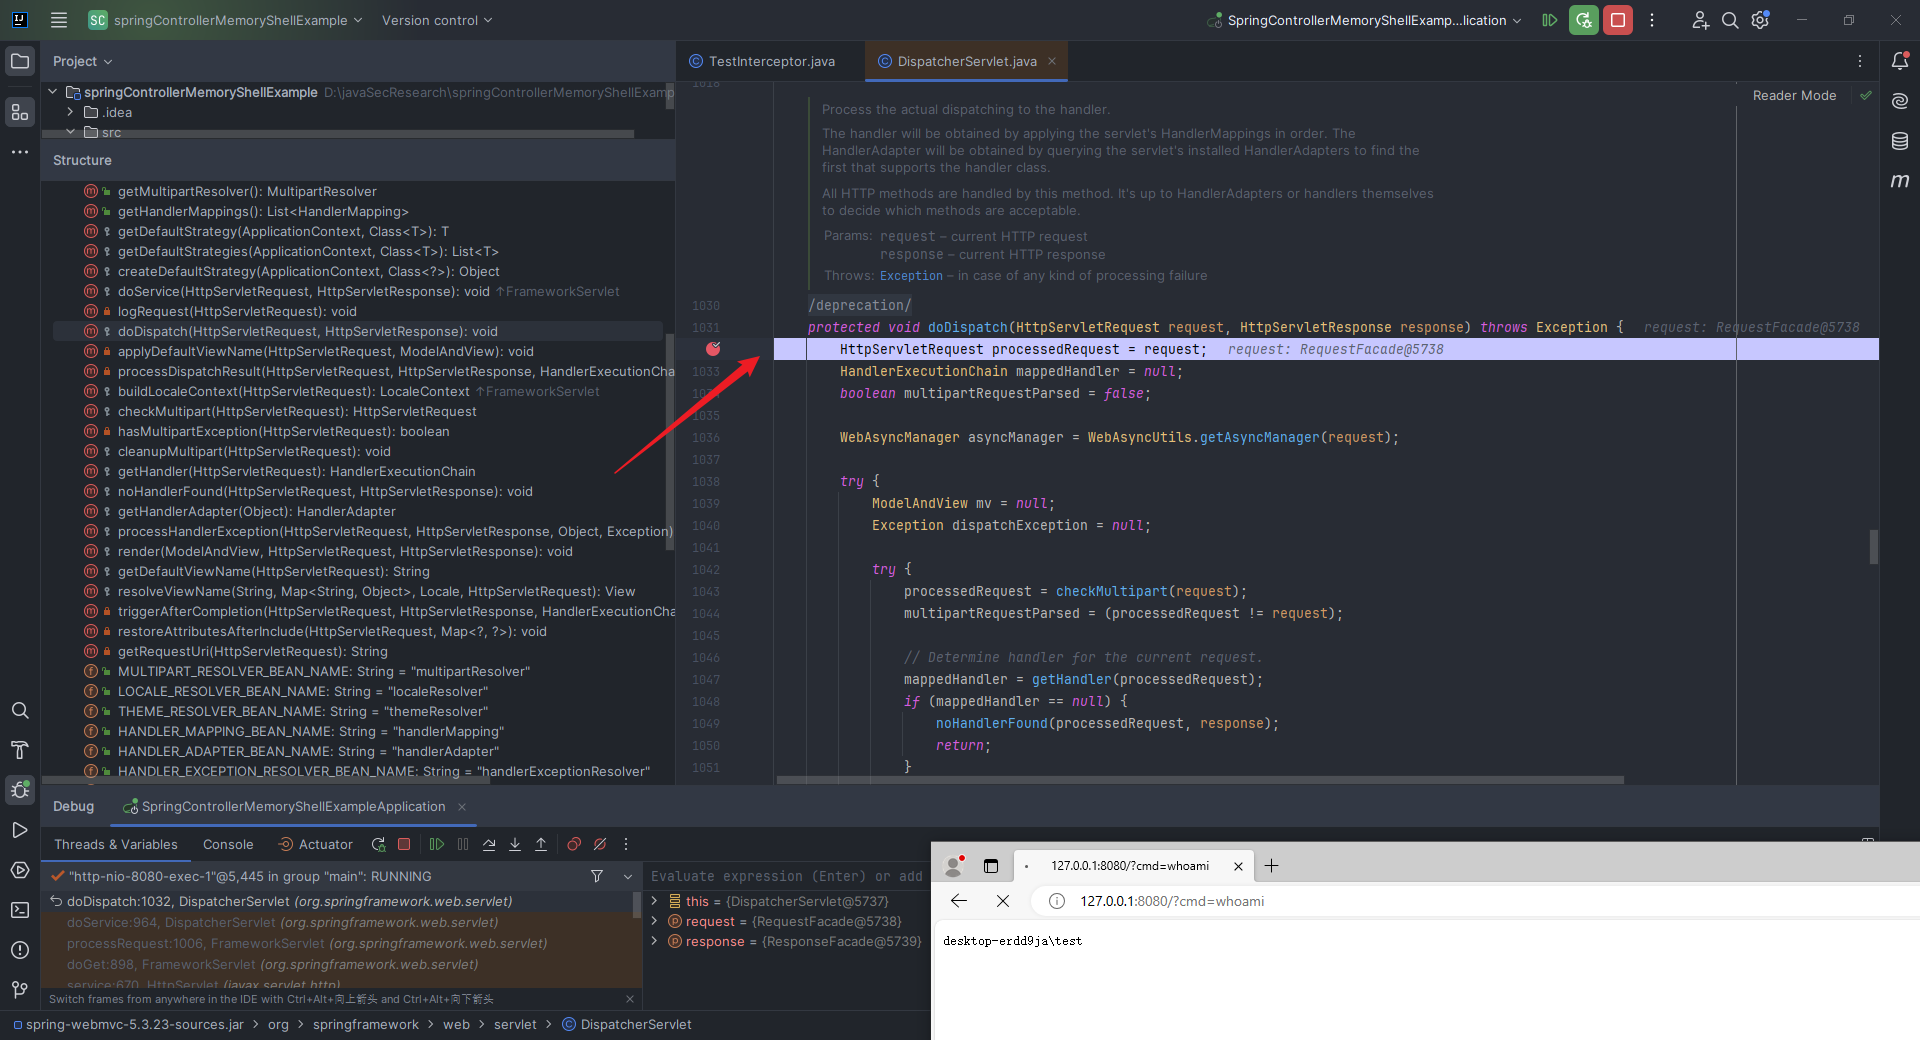 SC springControllerMemoryShellExample Version control SpringControllerMemoryShellExamp...lication
Project
springControllerMemoryShellExample D:\javaSecResearch\springControllerMemoryShellExamp
.idea
src
Structure
getMultipartResolver(): MultipartResolver
getHandlerMappings(): List<HandlerMapping>
getDefaultStrategy(ApplicationContext, Class<T>): T
getDefaultStrategies(ApplicationContext, Class<T>): List<T>
createDefaultStrategy(ApplicationContext, Class<?>): Object
doService(HttpServletRequest, HttpServletResponse): void ↑FrameworkServlet
logRequest(HttpServletRequest): void
doDispatch(HttpServletRequest, HttpServletResponse): void
applyDefaultViewName(HttpServletRequest, ModelAndView): void
processDispatchResult(HttpServletRequest, HttpServletResponse, HandlerExecutionCha
buildLocaleContext(HttpServletRequest): LocaleContext ↑FrameworkServlet
checkMultipart(HttpServletRequest): HttpServletRequest
hasMultipartException(HttpServletRequest): boolean
cleanupMultipart(HttpServletRequest): void
getHandler(HttpServletRequest): HandlerExecutionChain
noHandlerFound(HttpServletRequest, HttpServletResponse): void
getHandlerAdapter(Object): HandlerAdapter
processHandlerException(HttpServletRequest, HttpServletResponse, Object, Exception)
render(ModelAndView, HttpServletRequest, HttpServletResponse): void
getDefaultViewName(HttpServletRequest): String
resolveViewName(String, Map<String, Object>, Locale, HttpServletRequest): View
triggerAfterCompletion(HttpServletRequest, HttpServletResponse, HandlerExecutionCha
restoreAttributesAfterInclude(HttpServletRequest, Map<?, ?>): void
getRequestUri(HttpServletRequest): String
MULTIPART_RESOLVER_BEAN_NAME: String = "multipartResolver"
LOCALE_RESOLVER_BEAN_NAME: String = "localeResolver"
THEME_RESOLVER_BEAN_NAME: String = "themeResolver"
HANDLER_MAPPING_BEAN_NAME: String = "handlerMapping"
HANDLER_ADAPTER_BEAN_NAME: String = "handlerAdapter"
HANDLER_EXCEPTION_RESOLVER_BEAN_NAME: String = "handlerExceptionResolver"
TestInterceptor.java DispatcherServlet.java
Reader Mode
Process the actual dispatching to the handler.
The handler will be obtained by applying the servlet's HandlerMappings in order. The
HandlerAdapter will be obtained by querying the servlet's installed HandlerAdapters to find the
first that supports the handler class.
All HTTP methods are handled by this method. It's up to HandlerAdapters or handlers themselves
to decide which methods are acceptable.
Params: request – current HTTP request
response – current HTTP response
Throws: Exception – in case of any kind of processing failure
1030 /deprecation/
1031 protected void doDispatch(HttpServletRequest request, HttpServletResponse response) throws Exception { request: RequestFacade@5738
HttpServletRequest processedRequest = request; request: RequestFacade@5738
1033 HandlerExecutionChain mappedHandler = null;
boolean multipartRequestParsed = false;
1035
1036 WebAsyncManager asyncManager = WebAsyncUtils.getAsyncManager(request);
1037
1038 try {
1039 ModelAndView mv = null;
1040 Exception dispatchException = null;
1041
1042 try {
1043 processedRequest = checkMultipart(request);
1044 multipartRequestParsed = (processedRequest != request);
1045
1046 // Determine handler for the current request.
1047 mappedHandler = getHandler(processedRequest);
1048 if (mappedHandler == null) {
1049 noHandlerFound(processedRequest, response);
1050 return;
1051 }
Debug SpringControllerMemoryShellExampleApplication
Threads & Variables Console Actuator
"http-nio-8080-exec-1"@5,445 in group "main": RUNNING
doDispatch:1032, DispatcherServlet (org.springframework.web.servlet)
doService:964, DispatcherServlet (org.springframework.web.servlet)
processRequest:1006, FrameworkServlet (org.springframework.web.servlet)
doGet:898, FrameworkServlet (org.springframework.web.servlet)
service:670, HttpServlet (javax.servlet.http)
Switch frames from anywhere in the IDE with Ctrl+Alt+向上箭头 and Ctrl+Alt+向下箭头
Evaluate expression (Enter) or add
this = {DispatcherServlet@5737}
request = {RequestFacade@5738}
response = {ResponseFacade@5739}
127.0.0.1:8080/?cmd=whoami
127.0.0.1:8080/?cmd=whoami
desktop-erdd9ja\test
spring-webmvc-5.3.23-sources.jar > org > springframework > web > servlet > DispatcherServlet